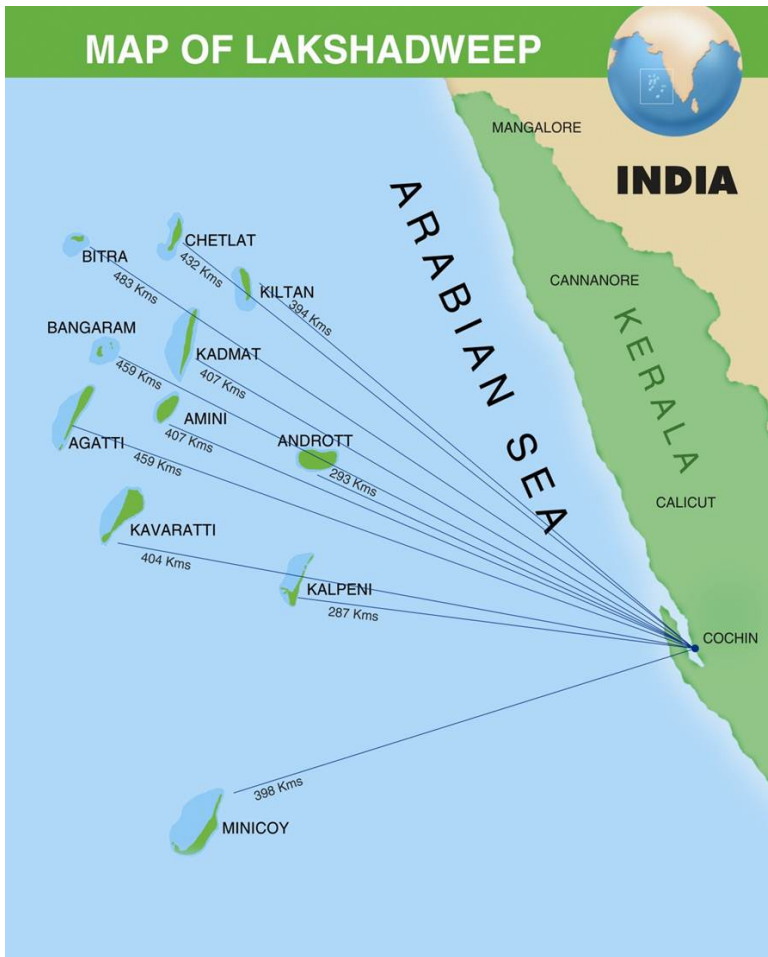 MAP OF LAKSHADWEEP
MANGALORE
INDIA
ARABIAN SEA
CHETLAT
432 Kms
BITRA
483 Kms
KILTAN
394 Kms
CANNANORE
KERALA
BANGARAM
459 Kms
KADMAT
407 Kms
AMINI
407 Kms
AGATTI
459 Kms
ANDROTT
293 Kms
CALICUT
KAVARATTI
404 Kms
KALPENI
287 Kms
COCHIN
398 Kms
MINICOY